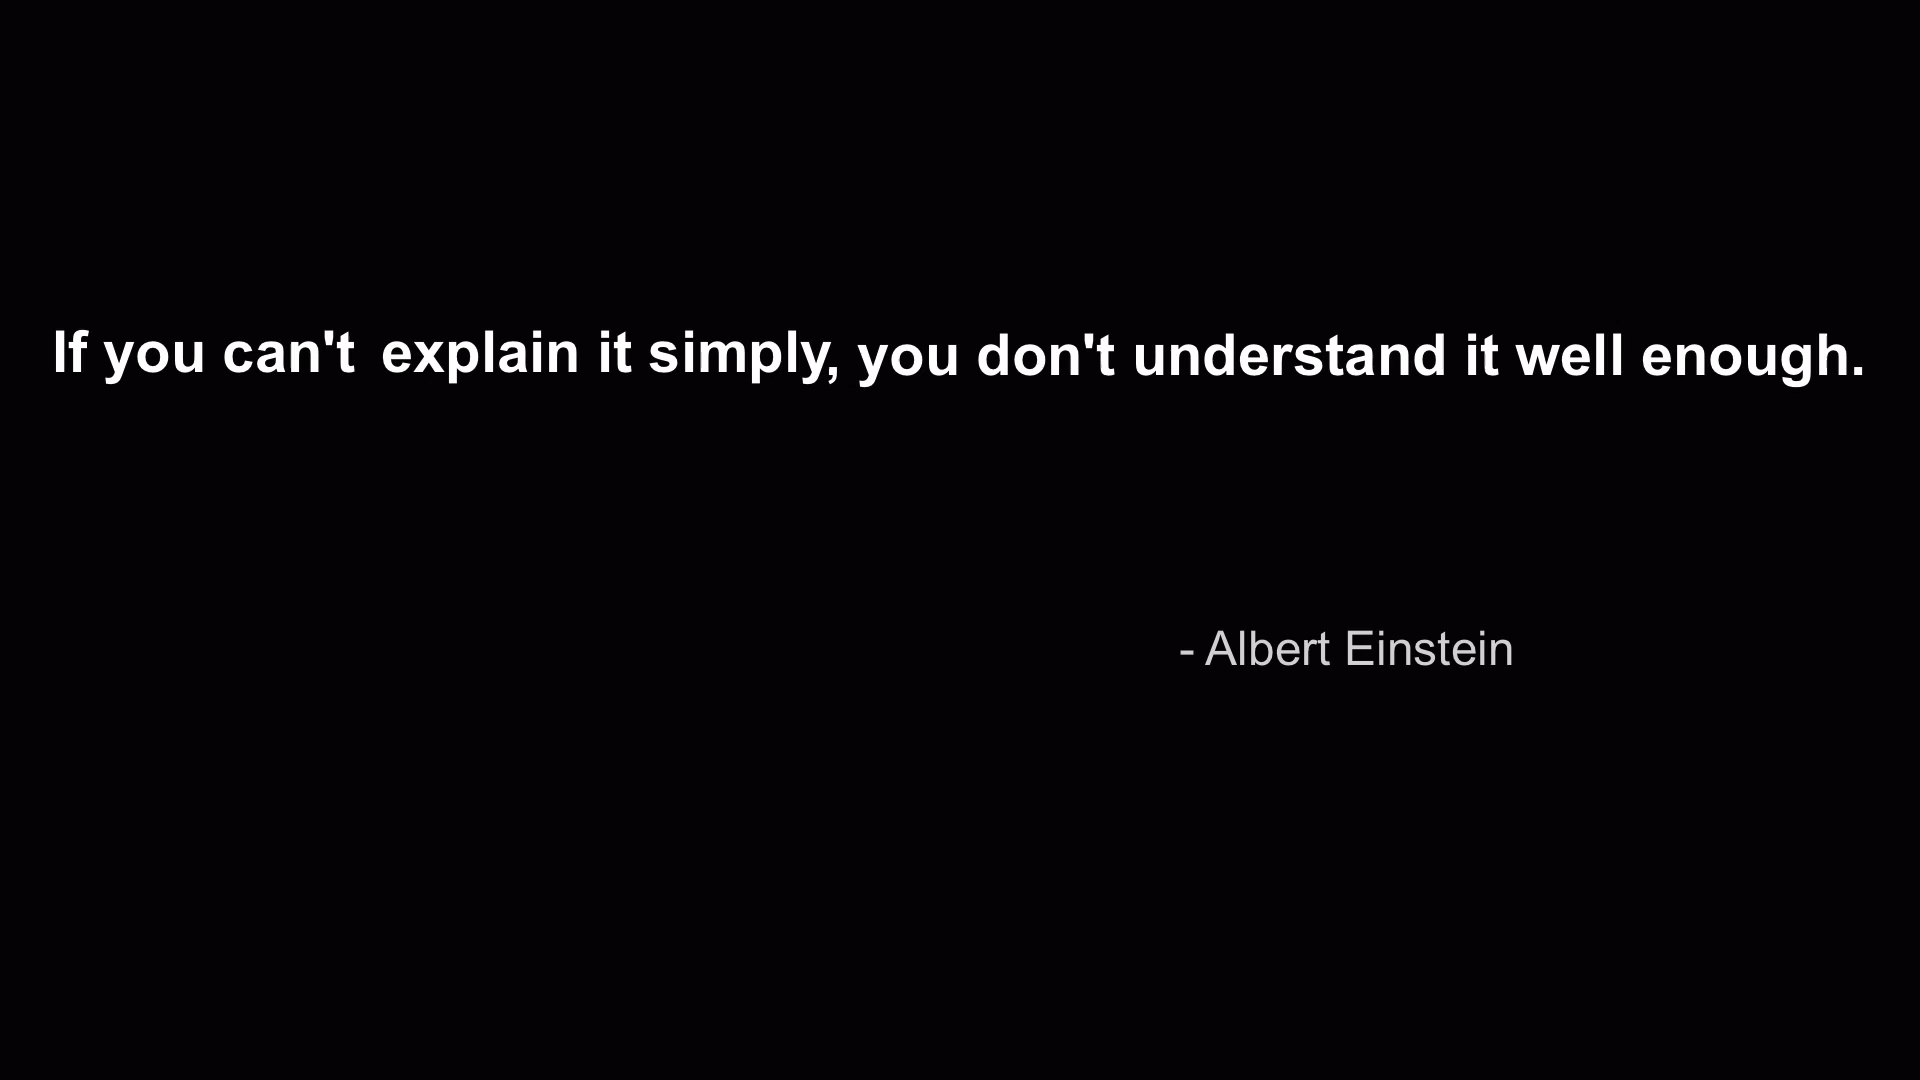 If you can't explain it simply, you don't understand it well enough.
- Albert Einstein